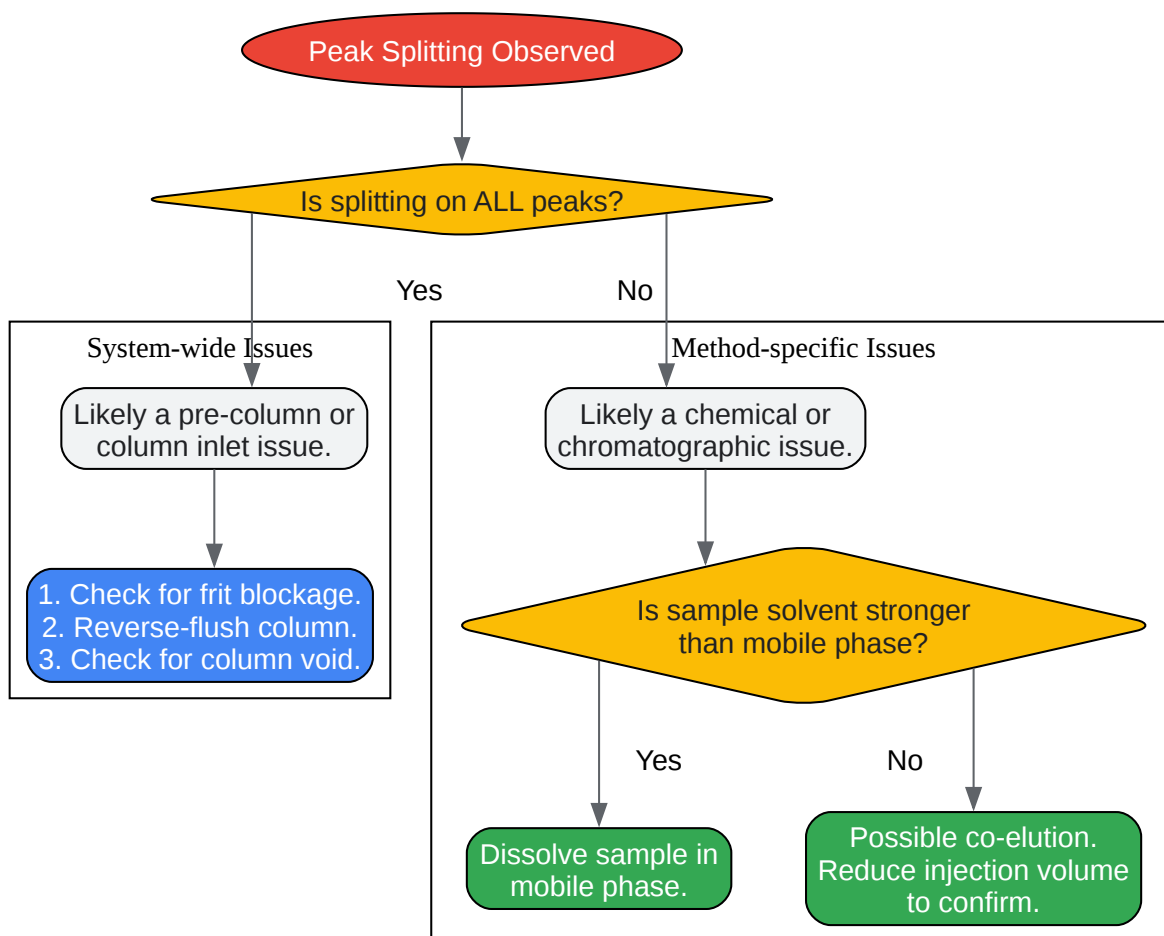 Peak Splitting Observed
Is splitting on ALL peaks?
Yes
No
System-wide Issues
Likely a pre-column or
column inlet issue.
1. Check for frit blockage.
2. Reverse-flush column.
3. Check for column void.
Method-specific Issues
Likely a chemical or
chromatographic issue.
Is sample solvent stronger
than mobile phase?
Yes
No
Dissolve sample in
mobile phase.
Possible co-elution.
Reduce injection volume
to confirm.